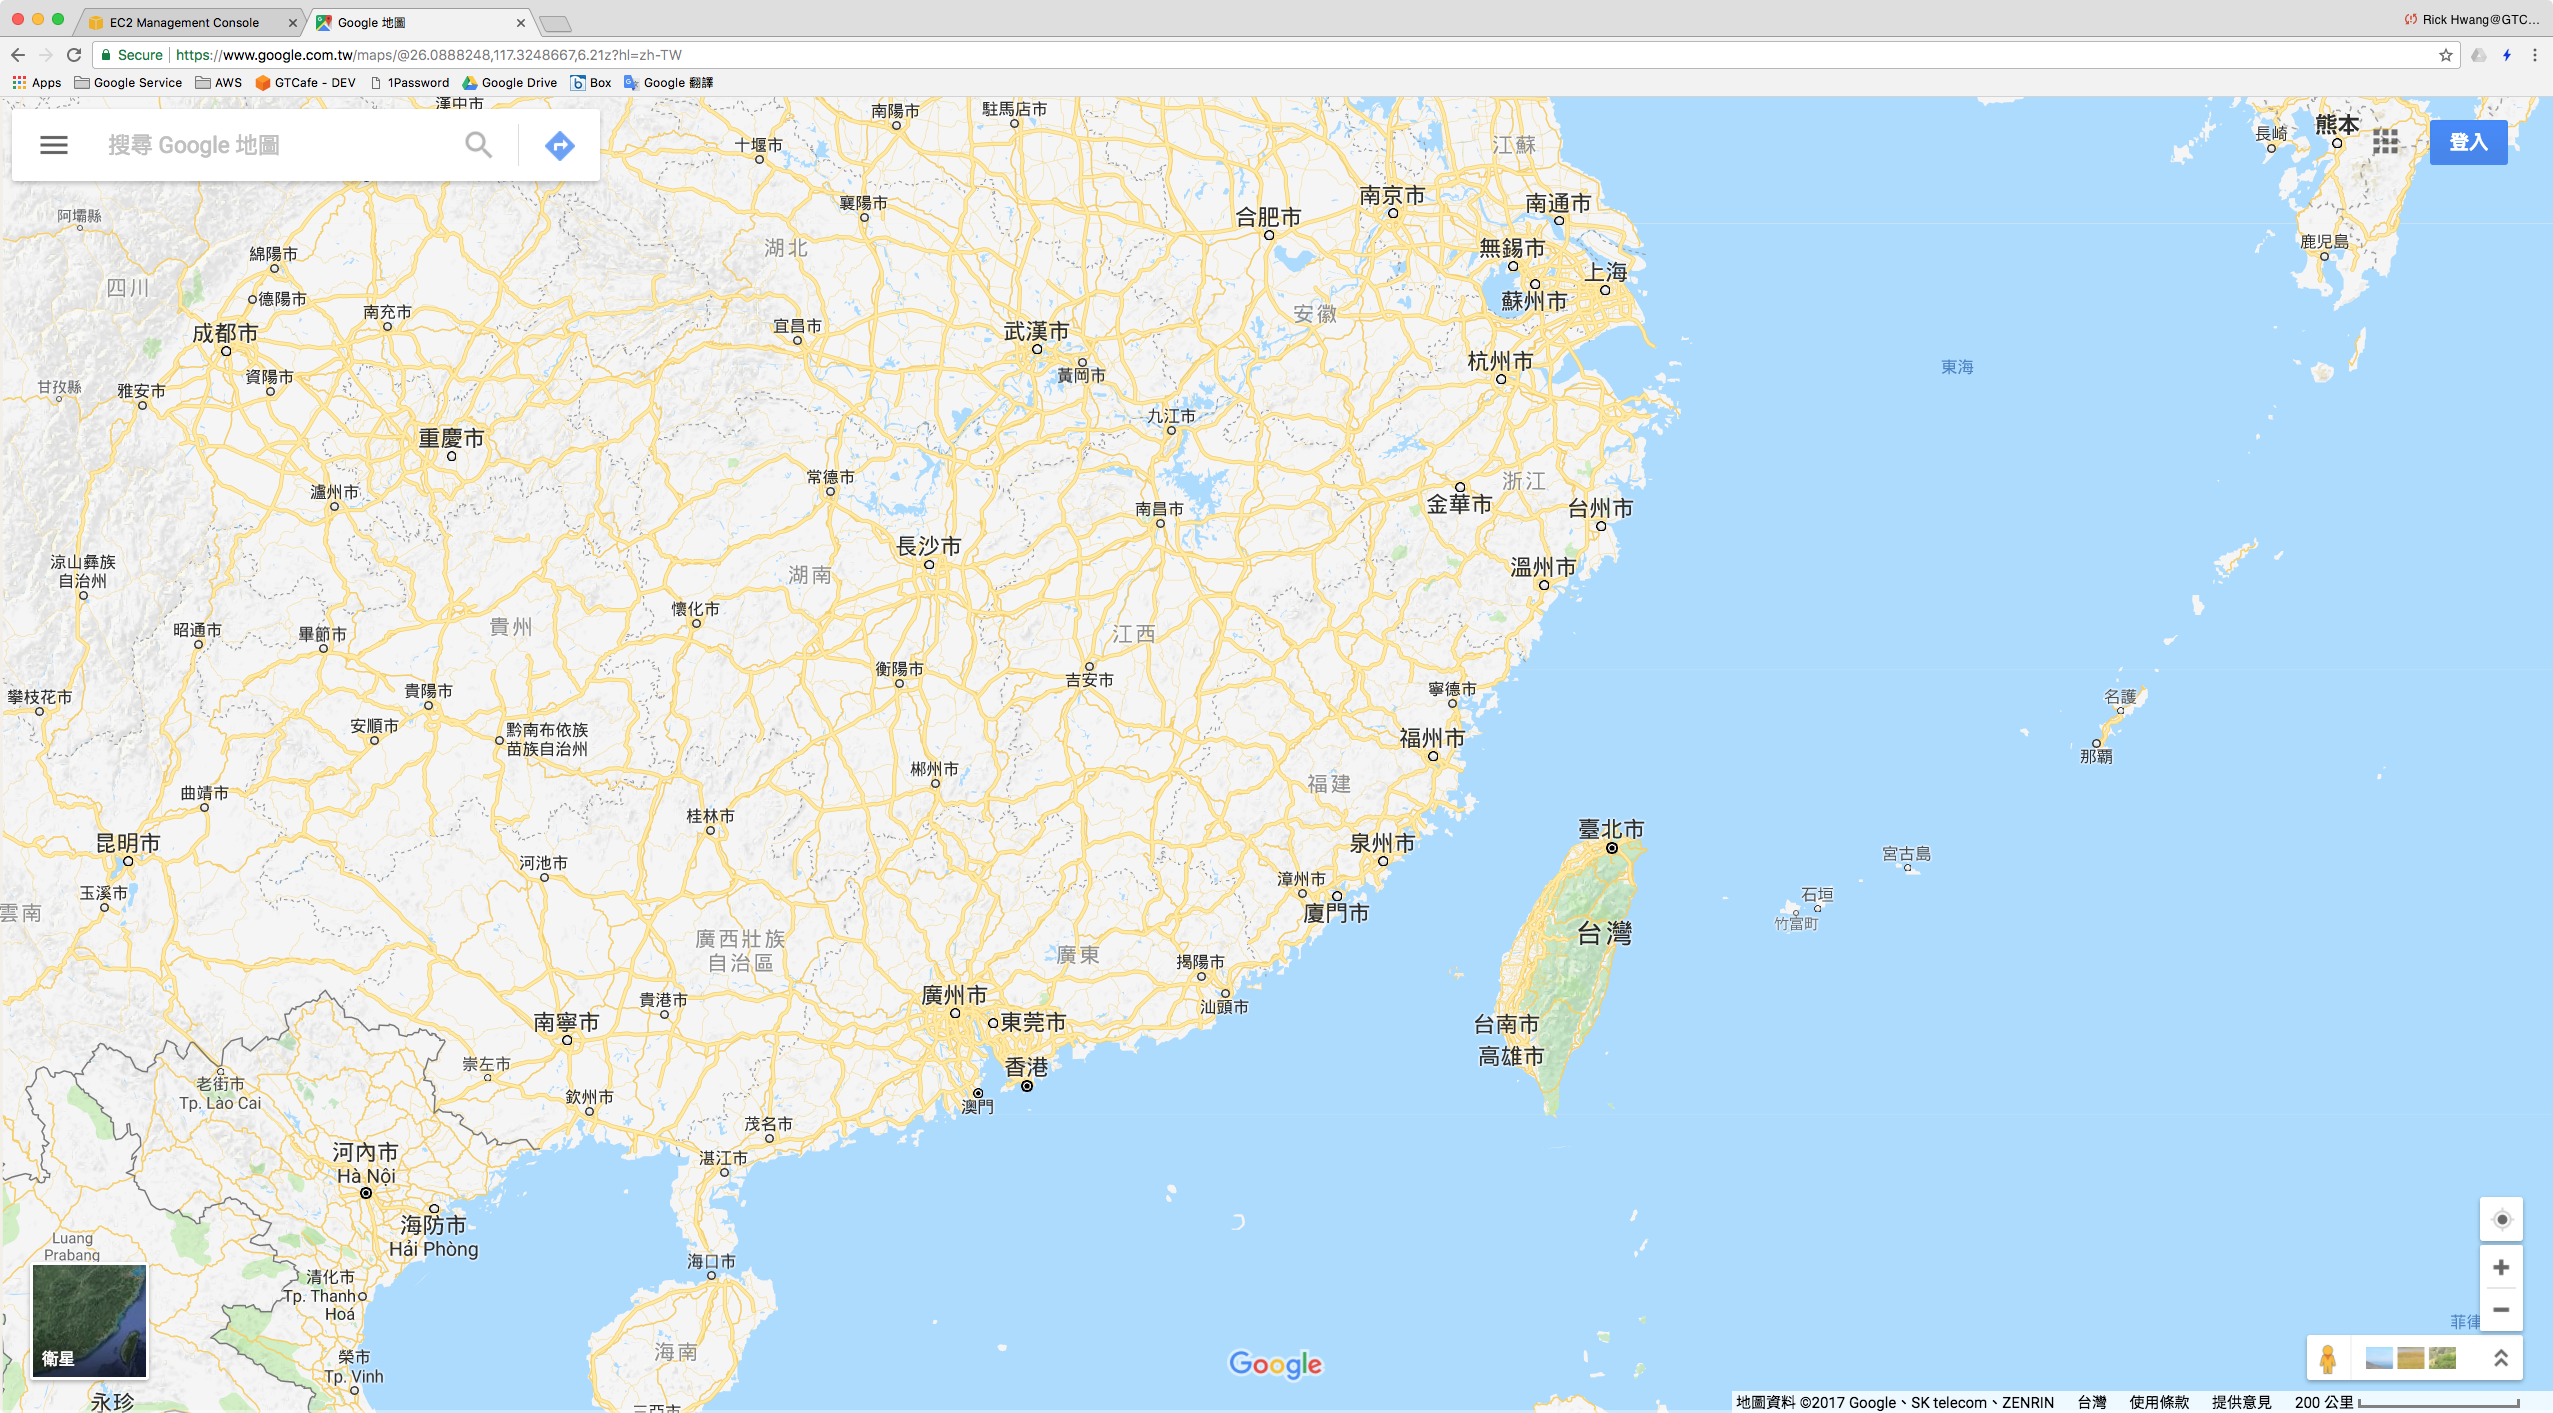 EC2 Management Console
Google 地圖
Rick Hwang@GTC...
Secure
https://www.google.com.tw/maps/@26.0888248,117.3248667,6.21z?hl=zh-TW
Apps
Google Service
AWS
GTCafe - DEV
1Password
Google Drive
Box
Google 翻譯
漢中市
南陽市
駐馬店市
江蘇
長崎
熊本
登入
搜尋 Google 地圖
十堰市
襄陽市
南京市
南通市
合肥市
阿壩縣
綿陽市
湖北
無錫市
上海
鹿児島
四川
德陽市
南充市
蘇州市
安徽
成都市
宜昌市
武漢市
杭州市
東海
甘孜縣
雅安市
資陽市
黃岡市
九江市
重慶市
常德市
浙江
瀘州市
南昌市
金華市
台州市
長沙市
涼山彝族
自治州
湖南
溫州市
懷化市
昭通市
畢節市
貴州
江西
衡陽市
吉安市
寧德市
攀枝花市
貴陽市
名護
安順市
黔南布依族
苗族自治州
福州市
那覇
郴州市
福建
曲靖市
桂林市
臺北市
昆明市
泉州市
宮古島
河池市
漳州市
玉溪市
石垣
雲南
廈門市
竹富町
台灣
廣西壯族
自治區
廣東
揭陽市
廣州市
貴港市
汕頭市
南寧市
東莞市
台南市
高雄市
崇左市
香港
老街市
Tp. Lào Cai
欽州市
澳門
茂名市
河內市
Hà Nội
湛江市
海防市
Hải Phòng
Luang
Prabang
海口市
清化市
Tp. Thanh
Hoá
菲律
海南
衛星
榮市
Tp. Vinh
Google
永珍
三亞市
地圖資料 ©2017 Google、SK telecom、ZENRIN
台灣
使用條款
提供意見
200 公里